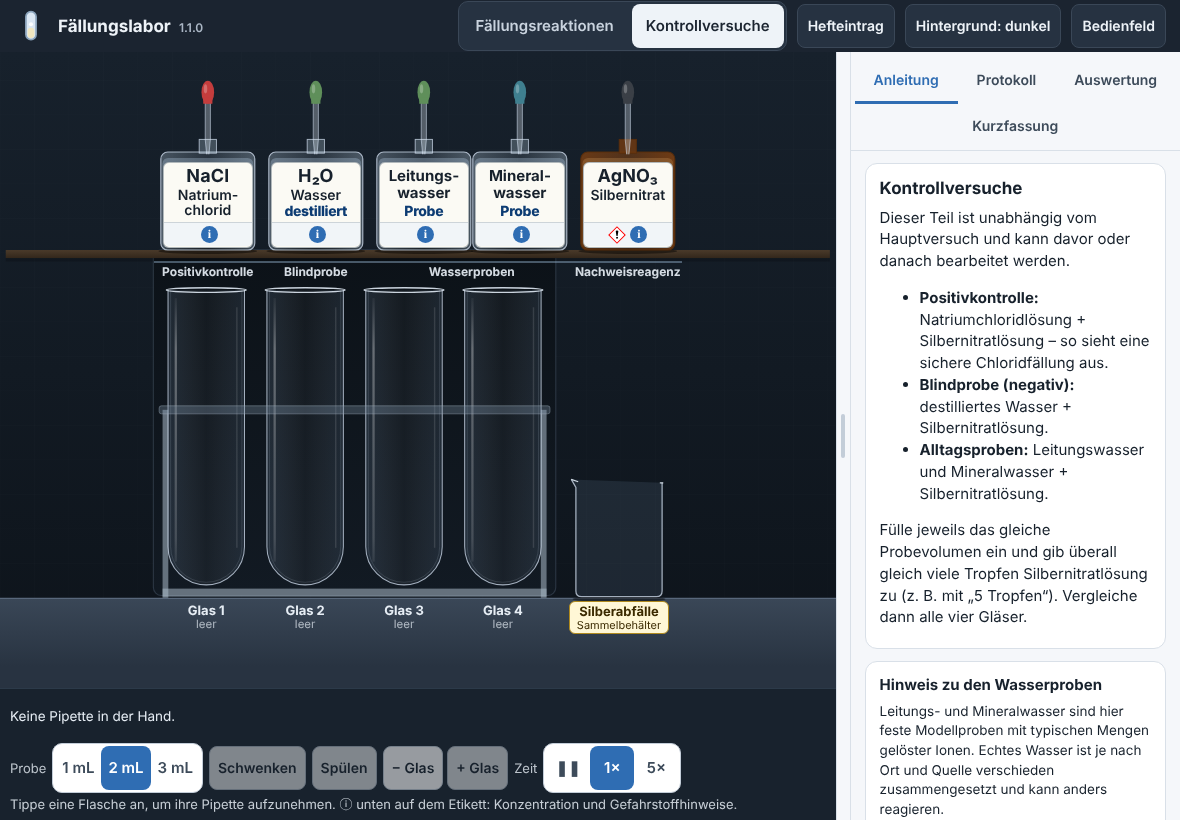 Fällungslabor 1.1.0
Fällungsreaktionen
Kontrollversuche
Hefteintrag
Hintergrund: dunkel
Bedienfeld
NaCl
Natrium-
chlorid
i
H₂O
Wasser
destilliert
i
Leitungs-
wasser
Probe
i
Mineral-
wasser
Probe
i
AgNO₃
Silbernitrat
! i
Positivkontrolle
Blindprobe
Wasserproben
Nachweisreagenz
Glas 1
leer
Glas 2
leer
Glas 3
leer
Glas 4
leer
Silberabfälle
Sammelbehälter
Keine Pipette in der Hand.
Probe
1 mL
2 mL
3 mL
Schwenken
Spülen
− Glas
+ Glas
Zeit
1×
5×
Tippe eine Flasche an, um ihre Pipette aufzunehmen. ⓘ unten auf dem Etikett: Konzentration und Gefahrstoffhinweise.
Anleitung
Protokoll
Auswertung
Kurzfassung
Kontrollversuche
Dieser Teil ist unabhängig vom
Hauptversuch und kann davor oder
danach bearbeitet werden.
• Positivkontrolle:
Natriumchloridlösung +
Silbernitratlösung – so sieht eine
sichere Chloridfällung aus.
• Blindprobe (negativ):
destilliertes Wasser +
Silbernitratlösung.
• Alltagsproben: Leitungswasser
und Mineralwasser +
Silbernitratlösung.
Fülle jeweils das gleiche
Probevolumen ein und gib überall
gleich viele Tropfen Silbernitratlösung
zu (z. B. mit „5 Tropfen“). Vergleiche
dann alle vier Gläser.
Hinweis zu den Wasserproben
Leitungs- und Mineralwasser sind hier
feste Modellproben mit typischen Mengen
gelöster Ionen. Echtes Wasser ist je nach
Ort und Quelle verschieden
zusammengesetzt und kann anders
reagieren.